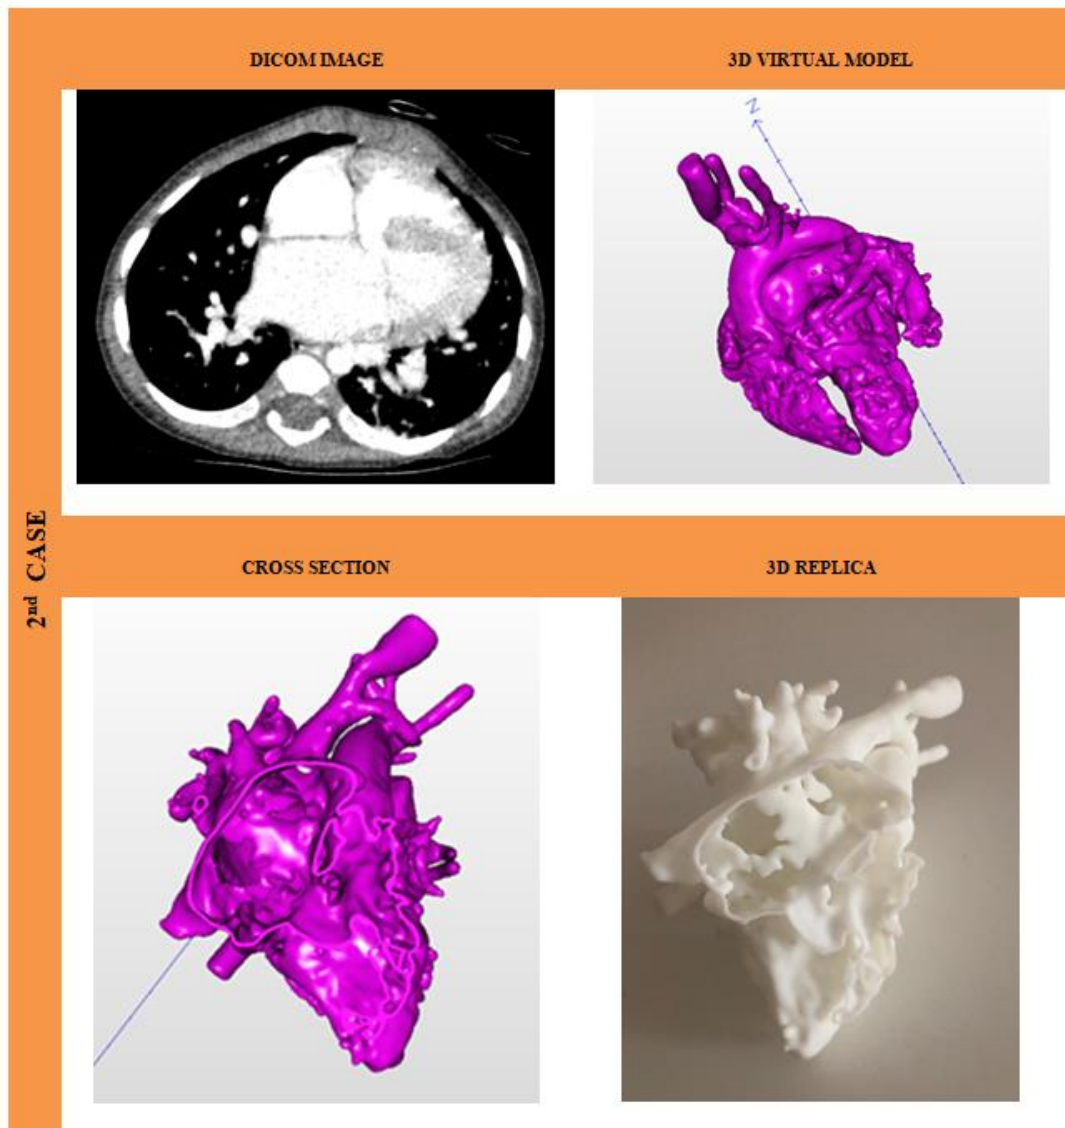 DICOM IMAGE
3D VIRTUAL MODEL
Z
2nd CASE
CROSS SECTION
3D REPLICA